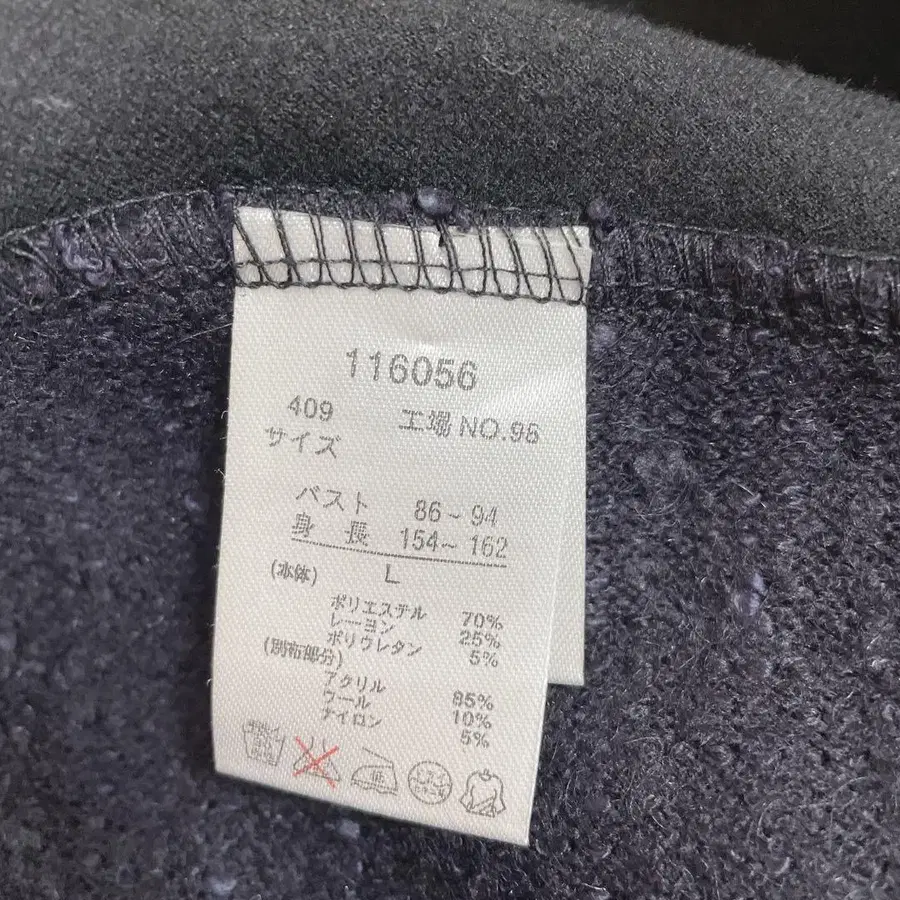 116056
409 工場 NO.98
サイズ
バスト 86~94
身 長 154~162
L
(本体)
ポリエステル 70%
レーヨン 25%
ポリウレタン 5%
(別布部分)
アクリル 85%
ウール 10%
ナイロン 5%
低